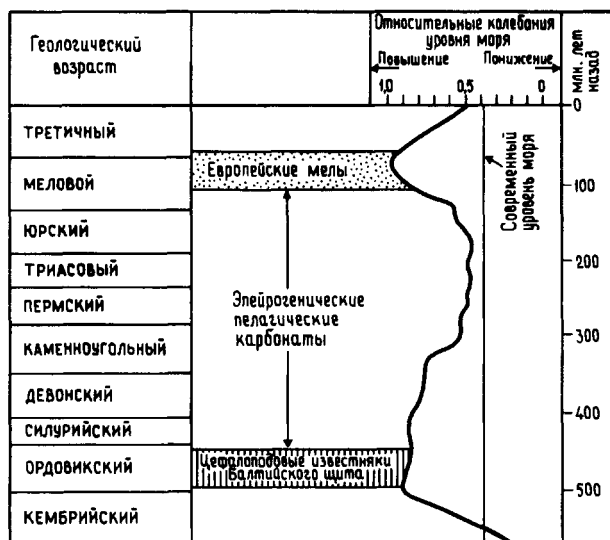 Геологический
возраст
Относительные колебания
уровня моря
Повышение Понижение
1,0 0,5 0
млн. лет
назад
0
ТРЕТИЧНЫЙ
Европейские мелы
МЕЛОВОЙ
100
Современный
уровень моря
ЮРСКИЙ
200
ТРИАСОВЫЙ
Эпейрогенические
пелагические
карбонаты
ПЕРМСКИЙ
300
КАМЕННОУГОЛЬНЫЙ
ДЕВОНСКИЙ
400
СИЛУРИЙСКИЙ
ОРДОВИКСКИЙ
Цефалоподовые известняки
Балтийского щита
500
КЕМБРИЙСКИЙ